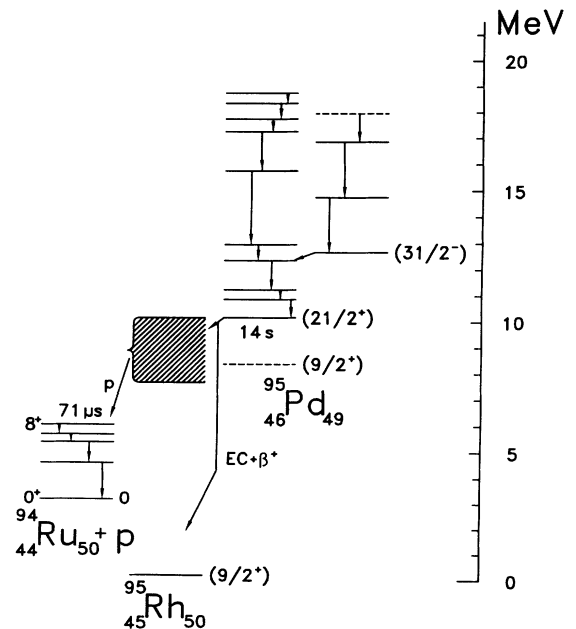 MeV
20
15
(31/2⁻)
10
(21/2⁺)
14 s
(9/2⁺)
⁹⁵₄₆Pd₄₉
p
71 µs
8⁺
5
EC+β⁺
0⁺ 0
⁹⁴₄₄Ru₅₀+ p
0
(9/2⁺)
⁹⁵₄₅Rh₅₀